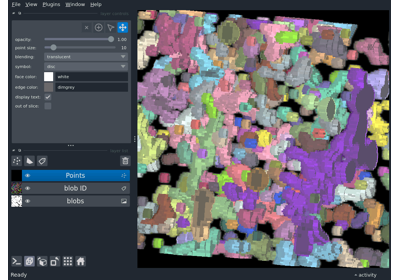 File View Plugins Window Help
opacity: 1.00
point size: 10
blending: translucent
symbol: disc
face color: white
edge color: dimgrey
display text:
out of slice:
Points
blob ID
blobs
Ready
activity